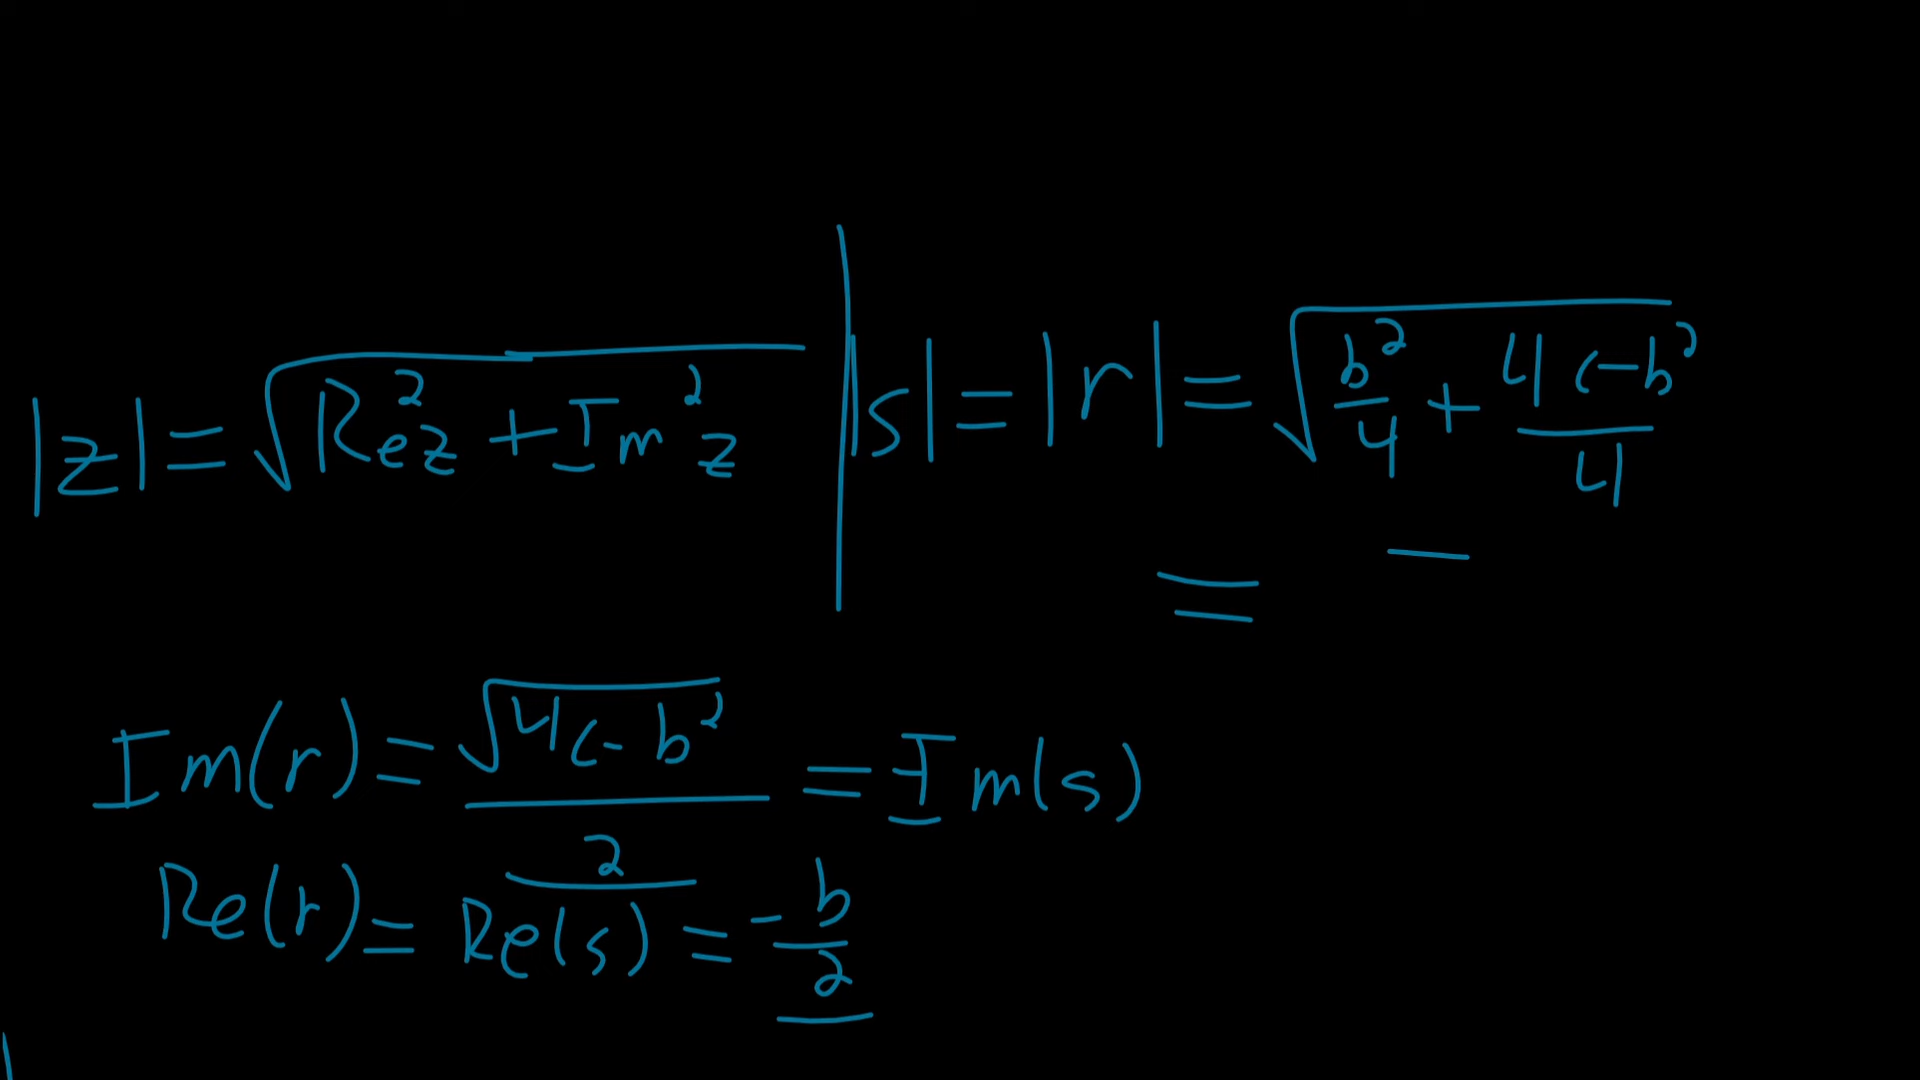 |z| = √(Re²z + Im²z)
|s| = |r| = √(b²/4 + (4c-b²)/4)
=
Im(r) = √(4c-b²)/2 = Im(s)
Re(r) = Re(s) = -b/2